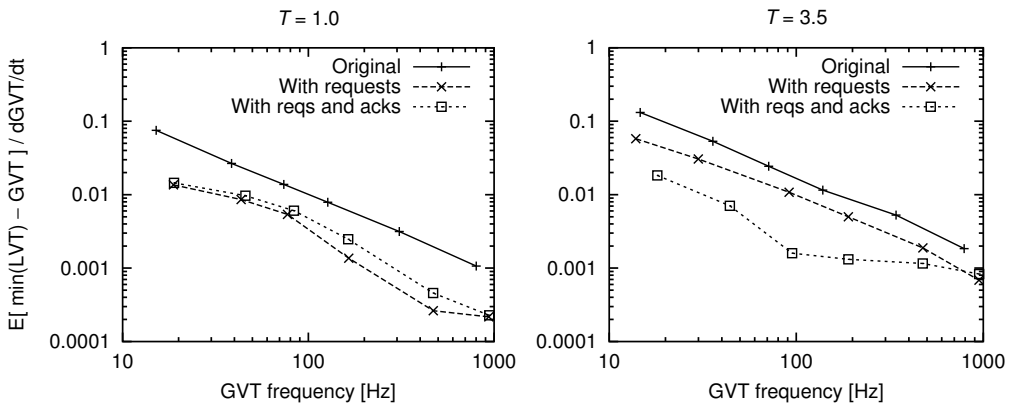 T = 1.0
E[ min(LVT) – GVT ] / dGVT/dt
1
0.1
0.01
0.001
0.0001
Original
With requests
With reqs and acks
10
100
1000
GVT frequency [Hz]
T = 3.5
1
0.1
0.01
0.001
0.0001
Original
With requests
With reqs and acks
10
100
1000
GVT frequency [Hz]